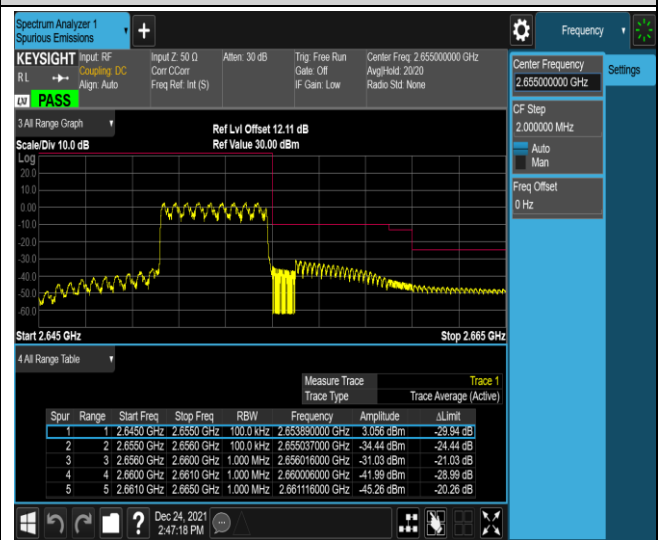 Spectrum Analyzer 1
Spurious Emissions
+
Frequency
KEYSIGHT
RL
LW PASS
Input: RF
Coupling: DC
Align: Auto
Input Z: 50 Ω
Corr CCorr
Freq Ref: Int (S)
Atten: 30 dB
Trig: Free Run
Gate: Off
IF Gain: Low
Center Freq: 2.655000000 GHz
Avg|Hold: 20/20
Radio Std: None
Center Frequency
2.655000000 GHz
Settings
CF Step
2.000000 MHz
Auto
Man
Freq Offset
0 Hz
3 All Range Graph
Scale/Div 10.0 dB
Ref Lvl Offset 12.11 dB
Ref Value 30.00 dBm
Log
20.0
10.0
0.00
-10.0
-20.0
-30.0
-40.0
-50.0
-60.0
Start 2.645 GHz Stop 2.665 GHz
4 All Range Table
Measure Trace Trace 1
Trace Type Trace Average (Active)
Spur Range Start Freq Stop Freq RBW Frequency Amplitude ΔLimit
1 1 2.6450 GHz 2.6550 GHz 100.0 kHz 2.653890000 GHz 3.056 dBm -29.94 dB
2 2 2.6550 GHz 2.6560 GHz 100.0 kHz 2.655037000 GHz -34.44 dBm -24.44 dB
3 3 2.6560 GHz 2.6600 GHz 1.000 MHz 2.656016000 GHz -31.03 dBm -21.03 dB
4 4 2.6600 GHz 2.6610 GHz 1.000 MHz 2.660006000 GHz -41.99 dBm -28.99 dB
5 5 2.6610 GHz 2.6650 GHz 1.000 MHz 2.661116000 GHz -45.26 dBm -20.26 dB
?
Dec 24, 2021
2:47:18 PM